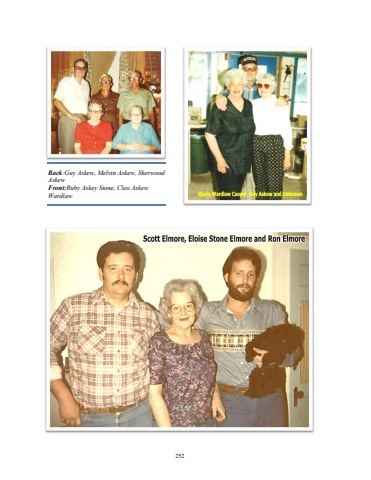 Back:Guy Askew, Melvin Askew, Sherwood
Askew
Front:Ruby Askey Stone, Cleo Askew
Wardlaw
Gloria Wardlaw Cooper, Guy Askew and Unknown
Scott Elmore, Eloise Stone Elmore and Ron Elmore
252